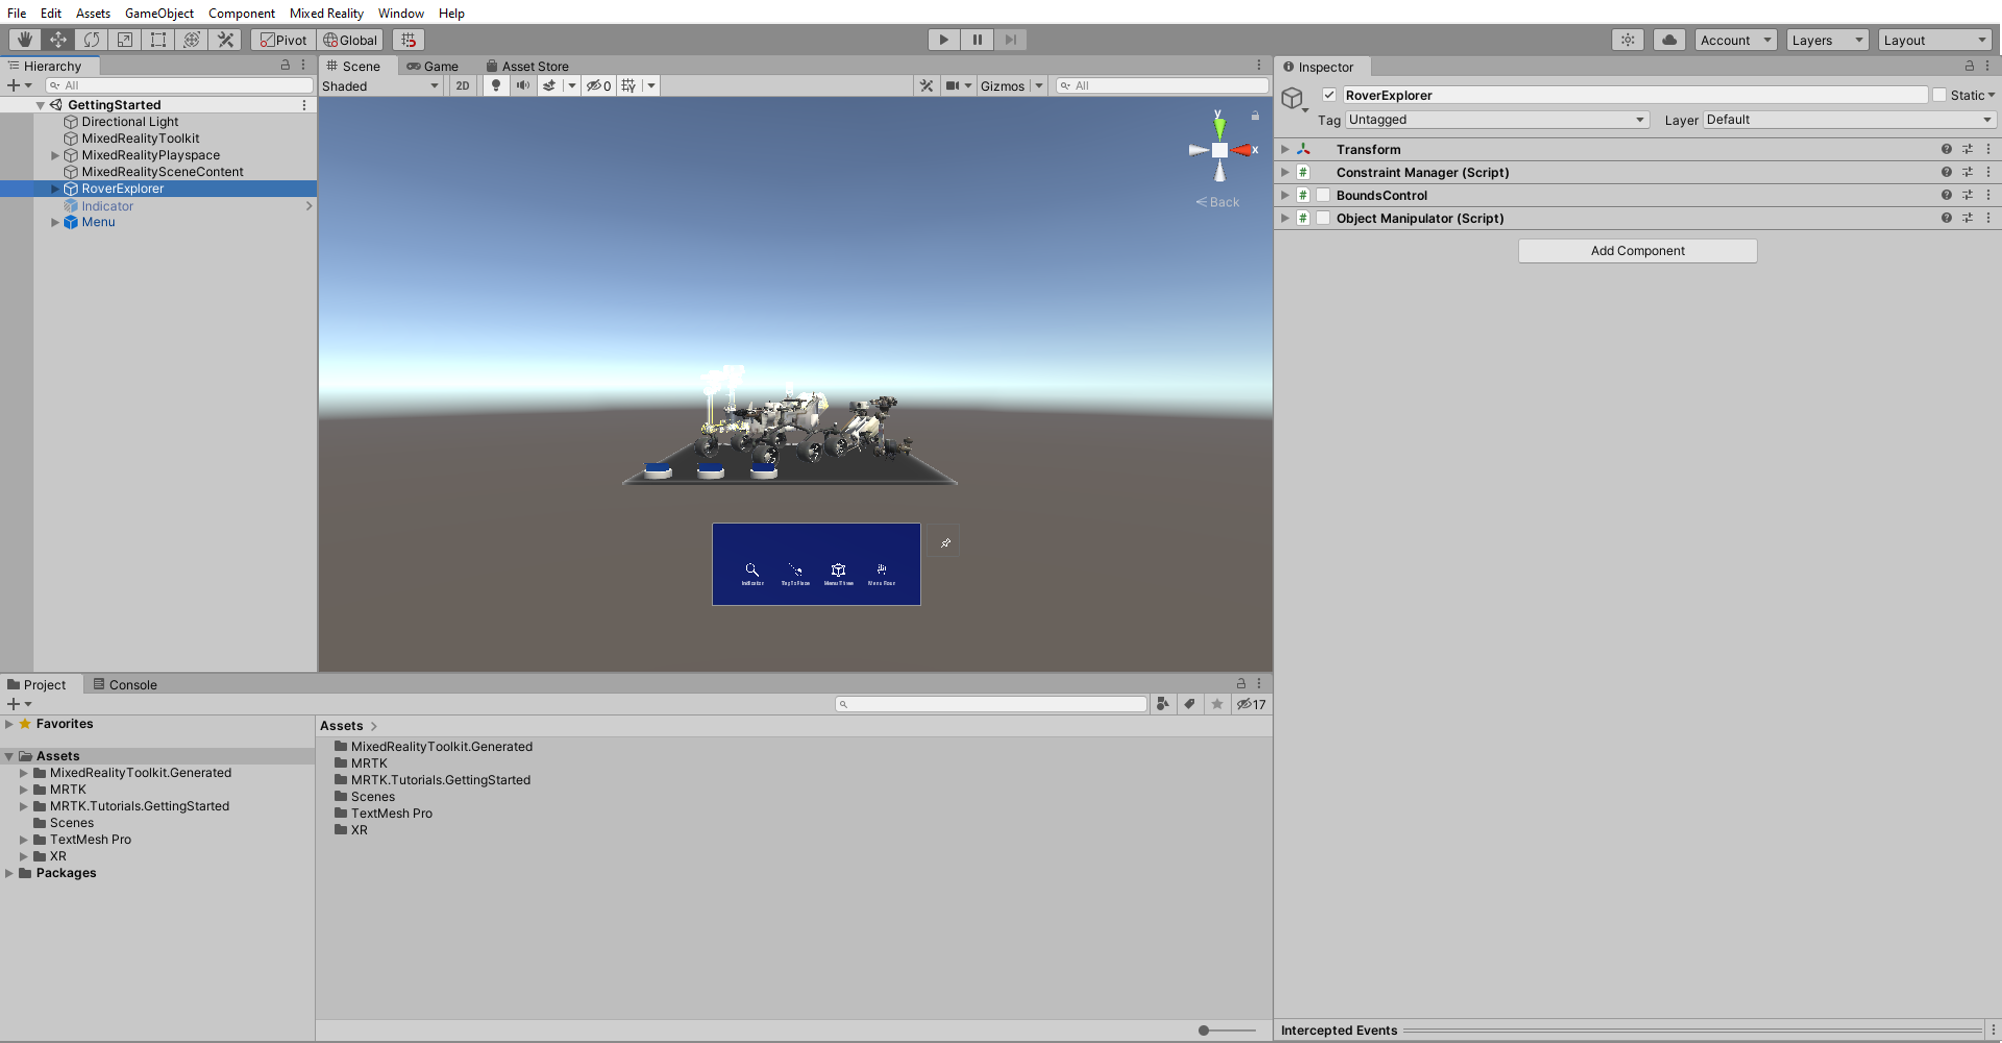 File Edit Assets GameObject Component Mixed Reality Window Help
Pivot Global Account Layers Layout
Hierarchy
All
GettingStarted
Directional Light
MixedRealityToolkit
MixedRealityPlayspace
MixedRealitySceneContent
RoverExplorer
Indicator
Menu
Scene Game Asset Store
Shaded 2D 0 Gizmos All
y
x
Back
Indicator
Inspector
RoverExplorer Static
Tag Untagged Layer Default
Transform
Constraint Manager (Script)
BoundsControl
Object Manipulator (Script)
Add Component
Project Console
17
Favorites
Assets
MixedRealityToolkit.Generated
MRTK
MRTK.Tutorials.GettingStarted
Scenes
TextMesh Pro
XR
Packages
Assets
MixedRealityToolkit.Generated
MRTK
MRTK.Tutorials.GettingStarted
Scenes
TextMesh Pro
XR
Intercepted Events